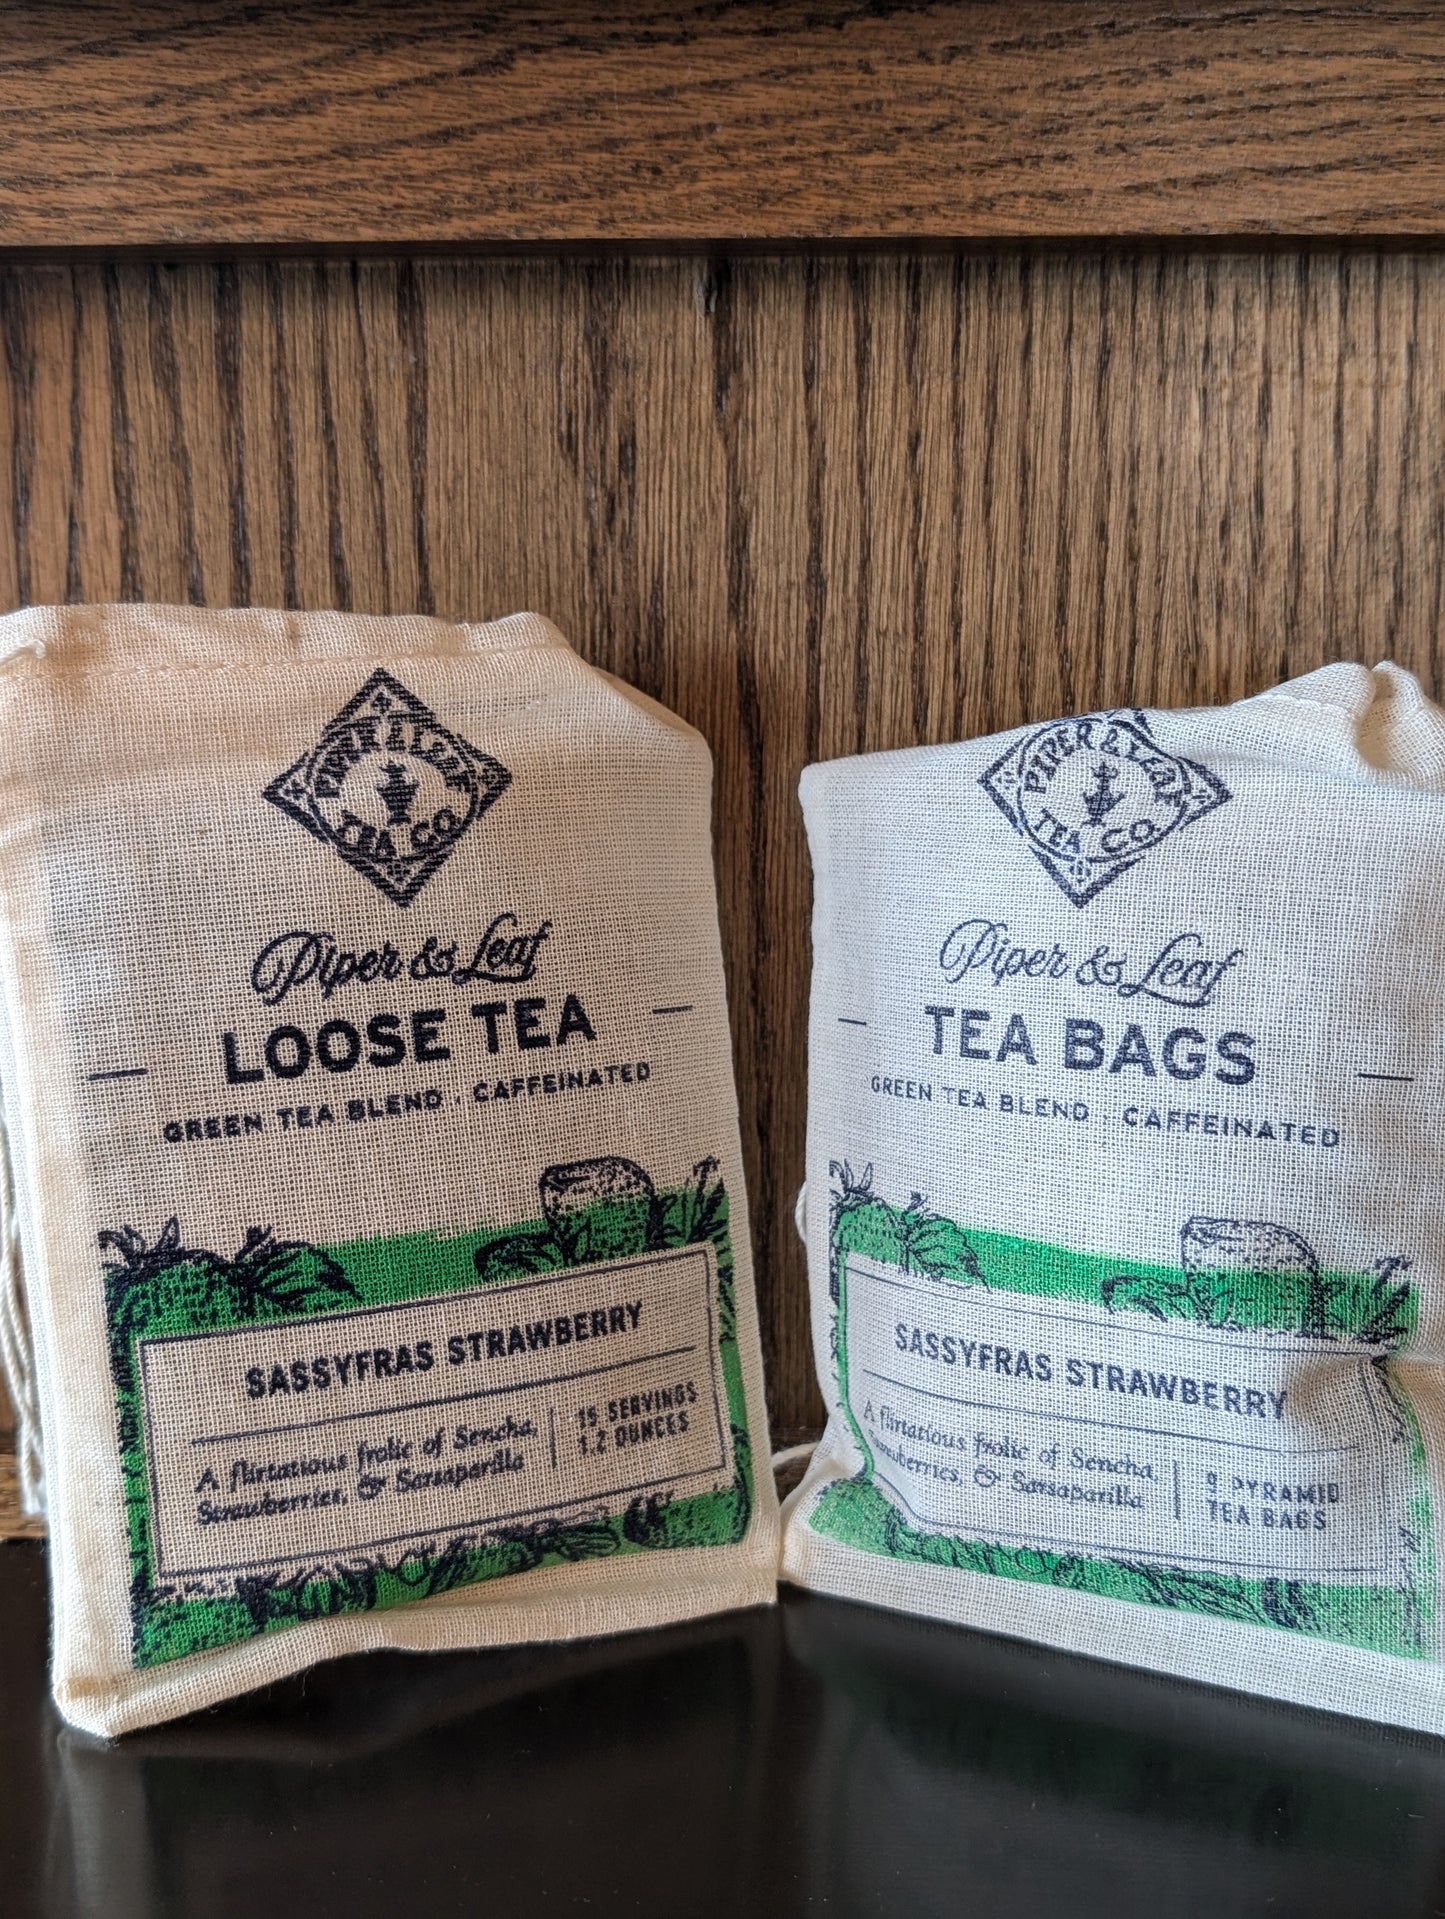 PIPER & LEAF
TEA CO.
Piper & Leaf
LOOSE TEA
GREEN TEA BLEND . CAFFEINATED
SASSYFRAS STRAWBERRY
A flirtatious frolic of Sencha,
Strawberries, & Sarsaparilla
15 SERVINGS
1.2 OUNCES
PIPER & LEAF
TEA CO.
Piper & Leaf
TEA BAGS
GREEN TEA BLEND . CAFFEINATED
SASSYFRAS STRAWBERRY
A flirtatious frolic of Sencha,
Strawberries, & Sarsaparilla
9 PYRAMID
TEA BAGS